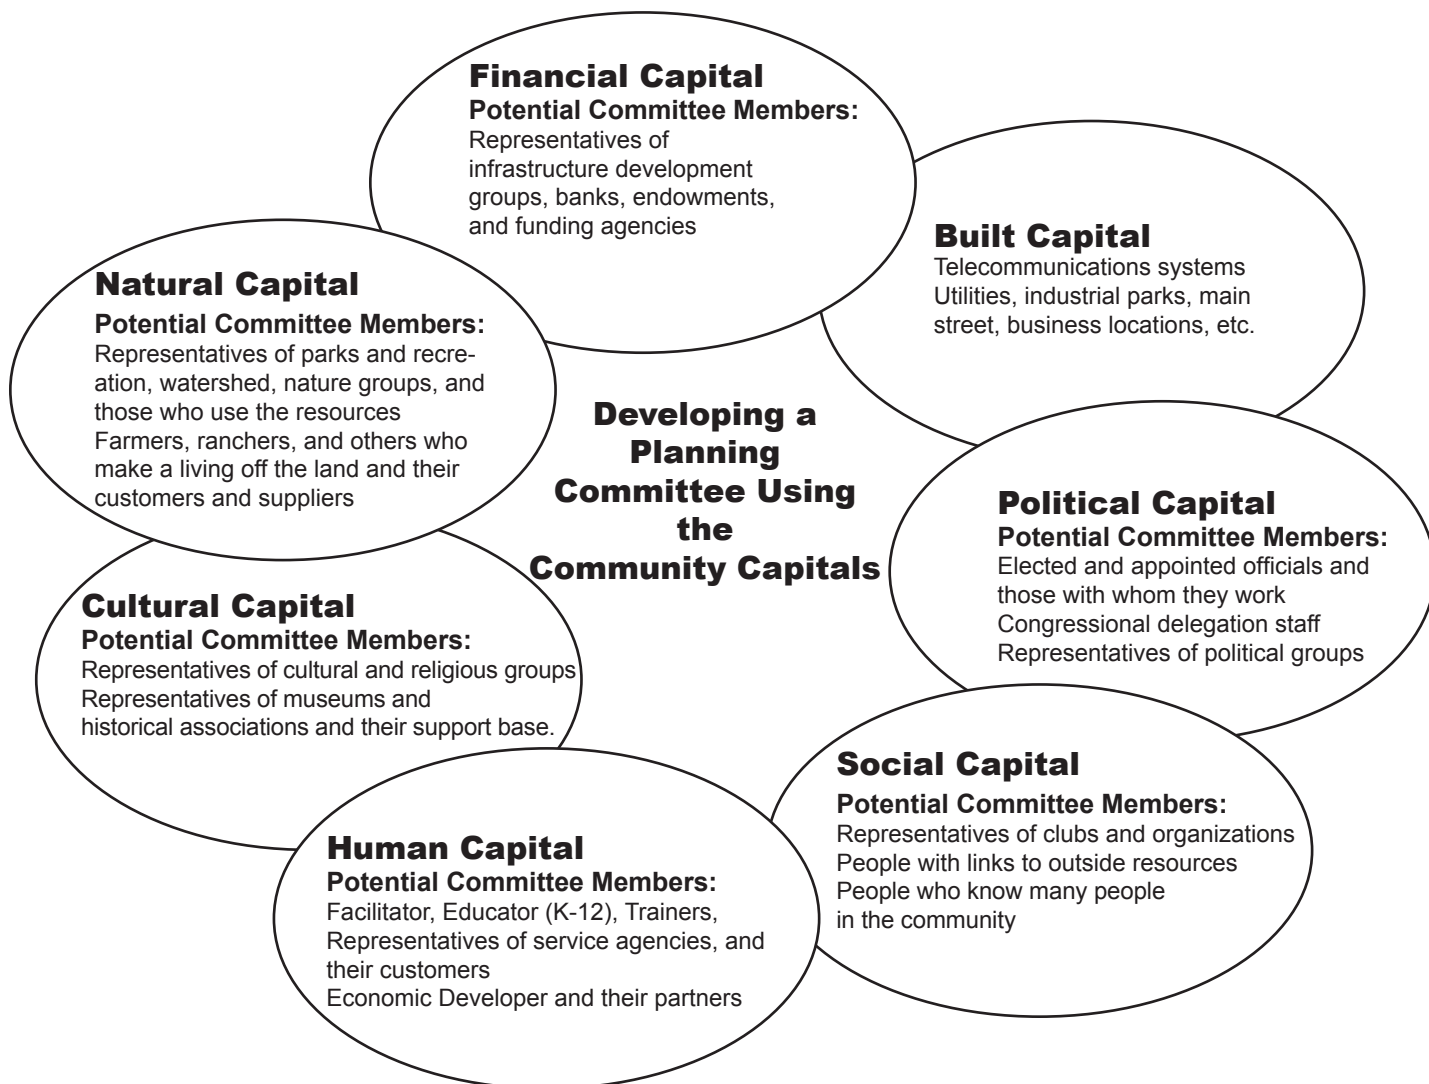 Financial Capital
Potential Committee Members:
Representatives of
infrastructure development
groups, banks, endowments,
and funding agencies
Built Capital
Telecommunications systems
Utilities, industrial parks, main
street, business locations, etc.
Natural Capital
Potential Committee Members:
Representatives of parks and recre-
ation, watershed, nature groups, and
those who use the resources
Farmers, ranchers, and others who
make a living off the land and their
customers and suppliers
Developing a
Planning
Committee Using
the
Community Capitals
Political Capital
Potential Committee Members:
Elected and appointed officials and
those with whom they work
Congressional delegation staff
Representatives of political groups
Cultural Capital
Potential Committee Members:
Representatives of cultural and religious groups
Representatives of museums and
historical associations and their support base.
Social Capital
Potential Committee Members:
Representatives of clubs and organizations
People with links to outside resources
People who know many people
in the community
Human Capital
Potential Committee Members:
Facilitator, Educator (K-12), Trainers,
Representatives of service agencies, and
their customers
Economic Developer and their partners